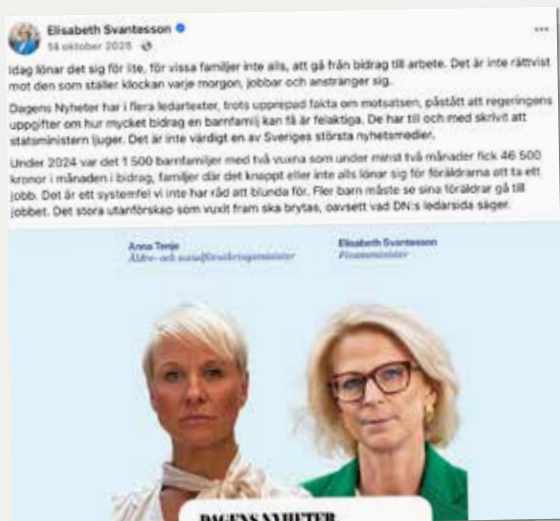 Elisabeth Svantesson
14 oktober 2025
Idag lönar det sig för lite, för vissa familjer inte alls, att gå från bidrag till arbete. Det är inte rättvist
mot den som ställer klockan varje morgon, jobbar och anstränger sig.
Dagens Nyheter har i flera ledartexter, trots upprepad fakta om motsatsen, påstått att regeringens
uppgifter om hur mycket bidrag en barnfamilj kan få är felaktiga. De har till och med skrivit att
statsministern ljuger. Det är inte värdigt en av Sveriges största nyhetsmedier.
Under 2024 var det 1 500 barnfamiljer med två vuxna som under minst två månader fick 46 500
kronor i månaden i bidrag, familjer där det knappt eller inte alls lönar sig för föräldrarna att ta ett
jobb. Det är ett systemfel vi inte har råd att blunda för. Fler barn måste se sina föräldrar gå till
jobbet. Det stora utanförskap som vuxit fram ska brytas, oavsett vad DN:s ledarsida säger.
Anna Tenje
Äldre- och socialförsäkringsminister
Elisabeth Svantesson
Finansminister
DAGENS NYHETER